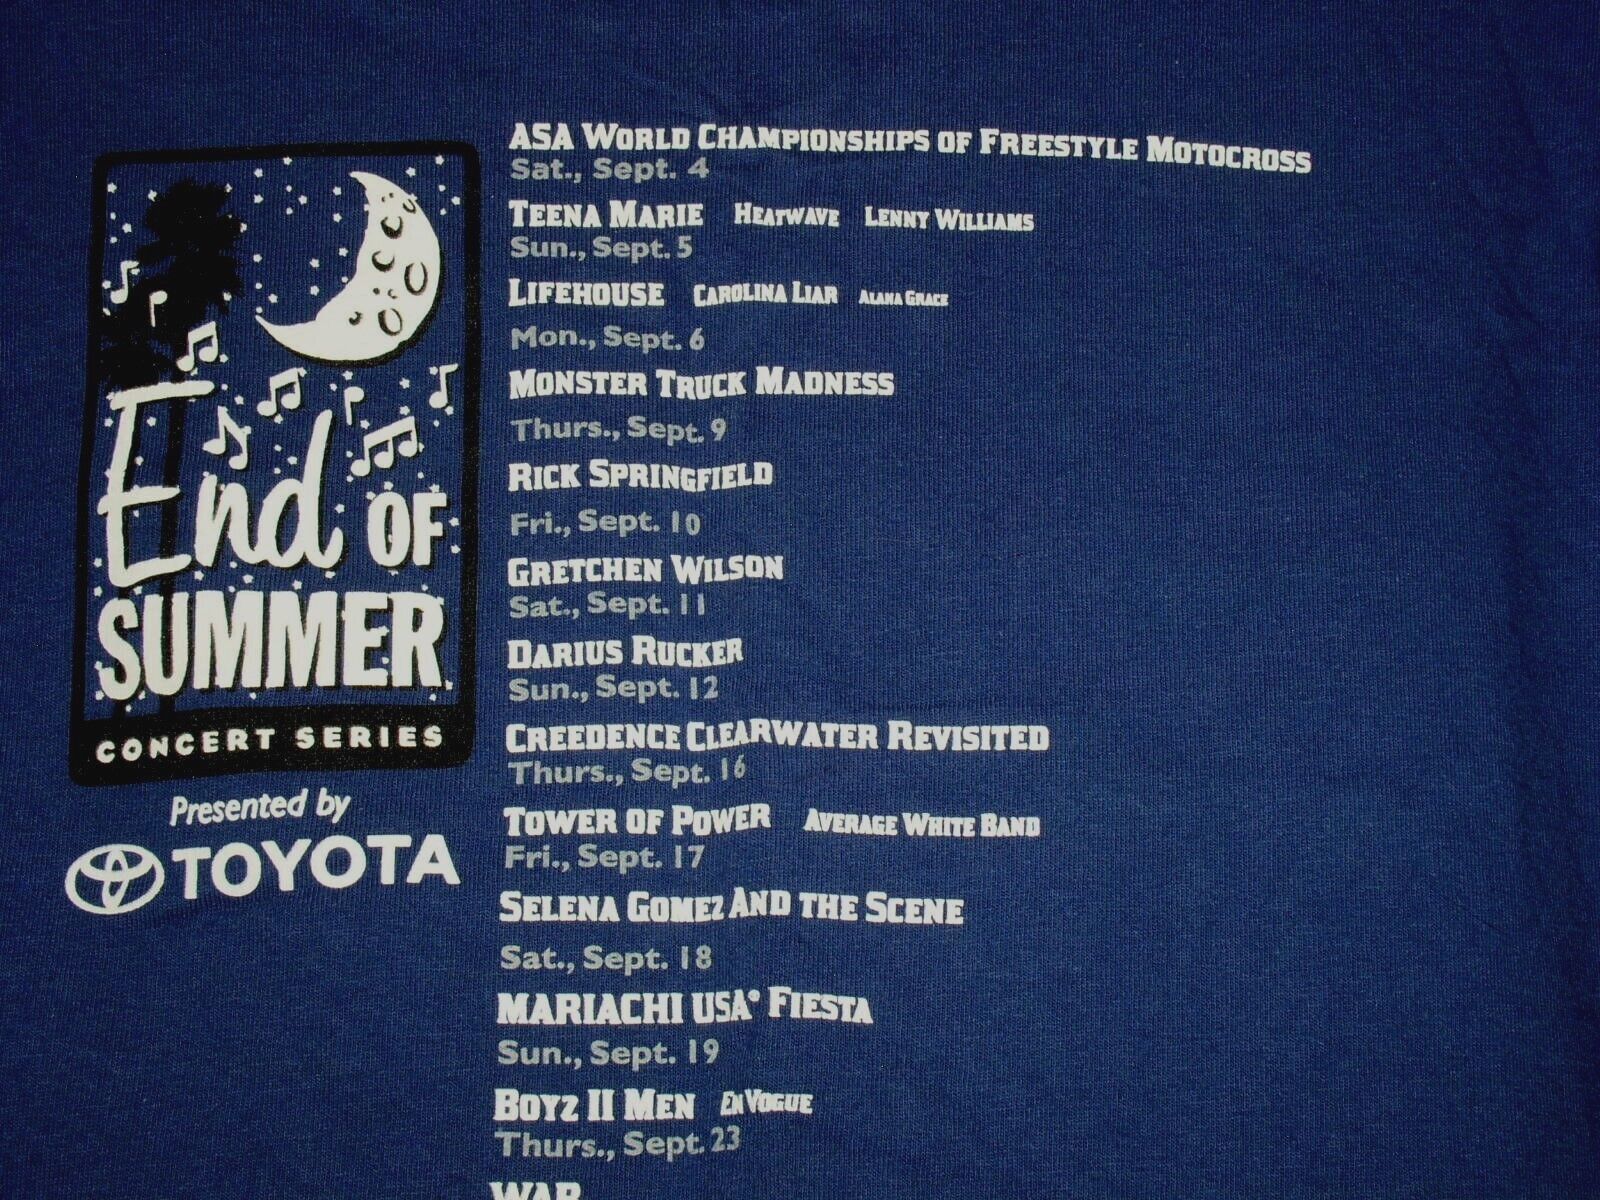 End OF
SUMMER
CONCERT SERIES
Presented by
TOYOTA
ASA WORLD CHAMPIONSHIPS OF FREESTYLE MOTOCROSS
Sat., Sept. 4
TEENA MARIE HEATWAVE LENNY WILLIAMS
Sun., Sept. 5
LIFEHOUSE CAROLINA LIAR ALANA GRACE
Mon., Sept. 6
MONSTER TRUCK MADNESS
Thurs., Sept. 9
RICK SPRINGFIELD
Fri., Sept. 10
GRETCHEN WILSON
Sat., Sept. 11
DARIUS RUCKER
Sun., Sept. 12
CREEDENCE CLEARWATER REVISITED
Thurs., Sept. 16
TOWER OF POWER AVERAGE WHITE BAND
Fri., Sept. 17
SELENA GOMEZ AND THE SCENE
Sat., Sept. 18
MARIACHI USA® FIESTA
Sun., Sept. 19
BOYZ II MEN EN VOGUE
Thurs., Sept. 23
WAR